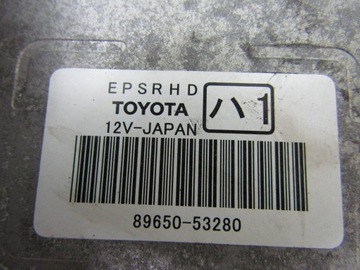 EPSRHD
TOYOTA ハ1
12V-JAPAN
89650-53280